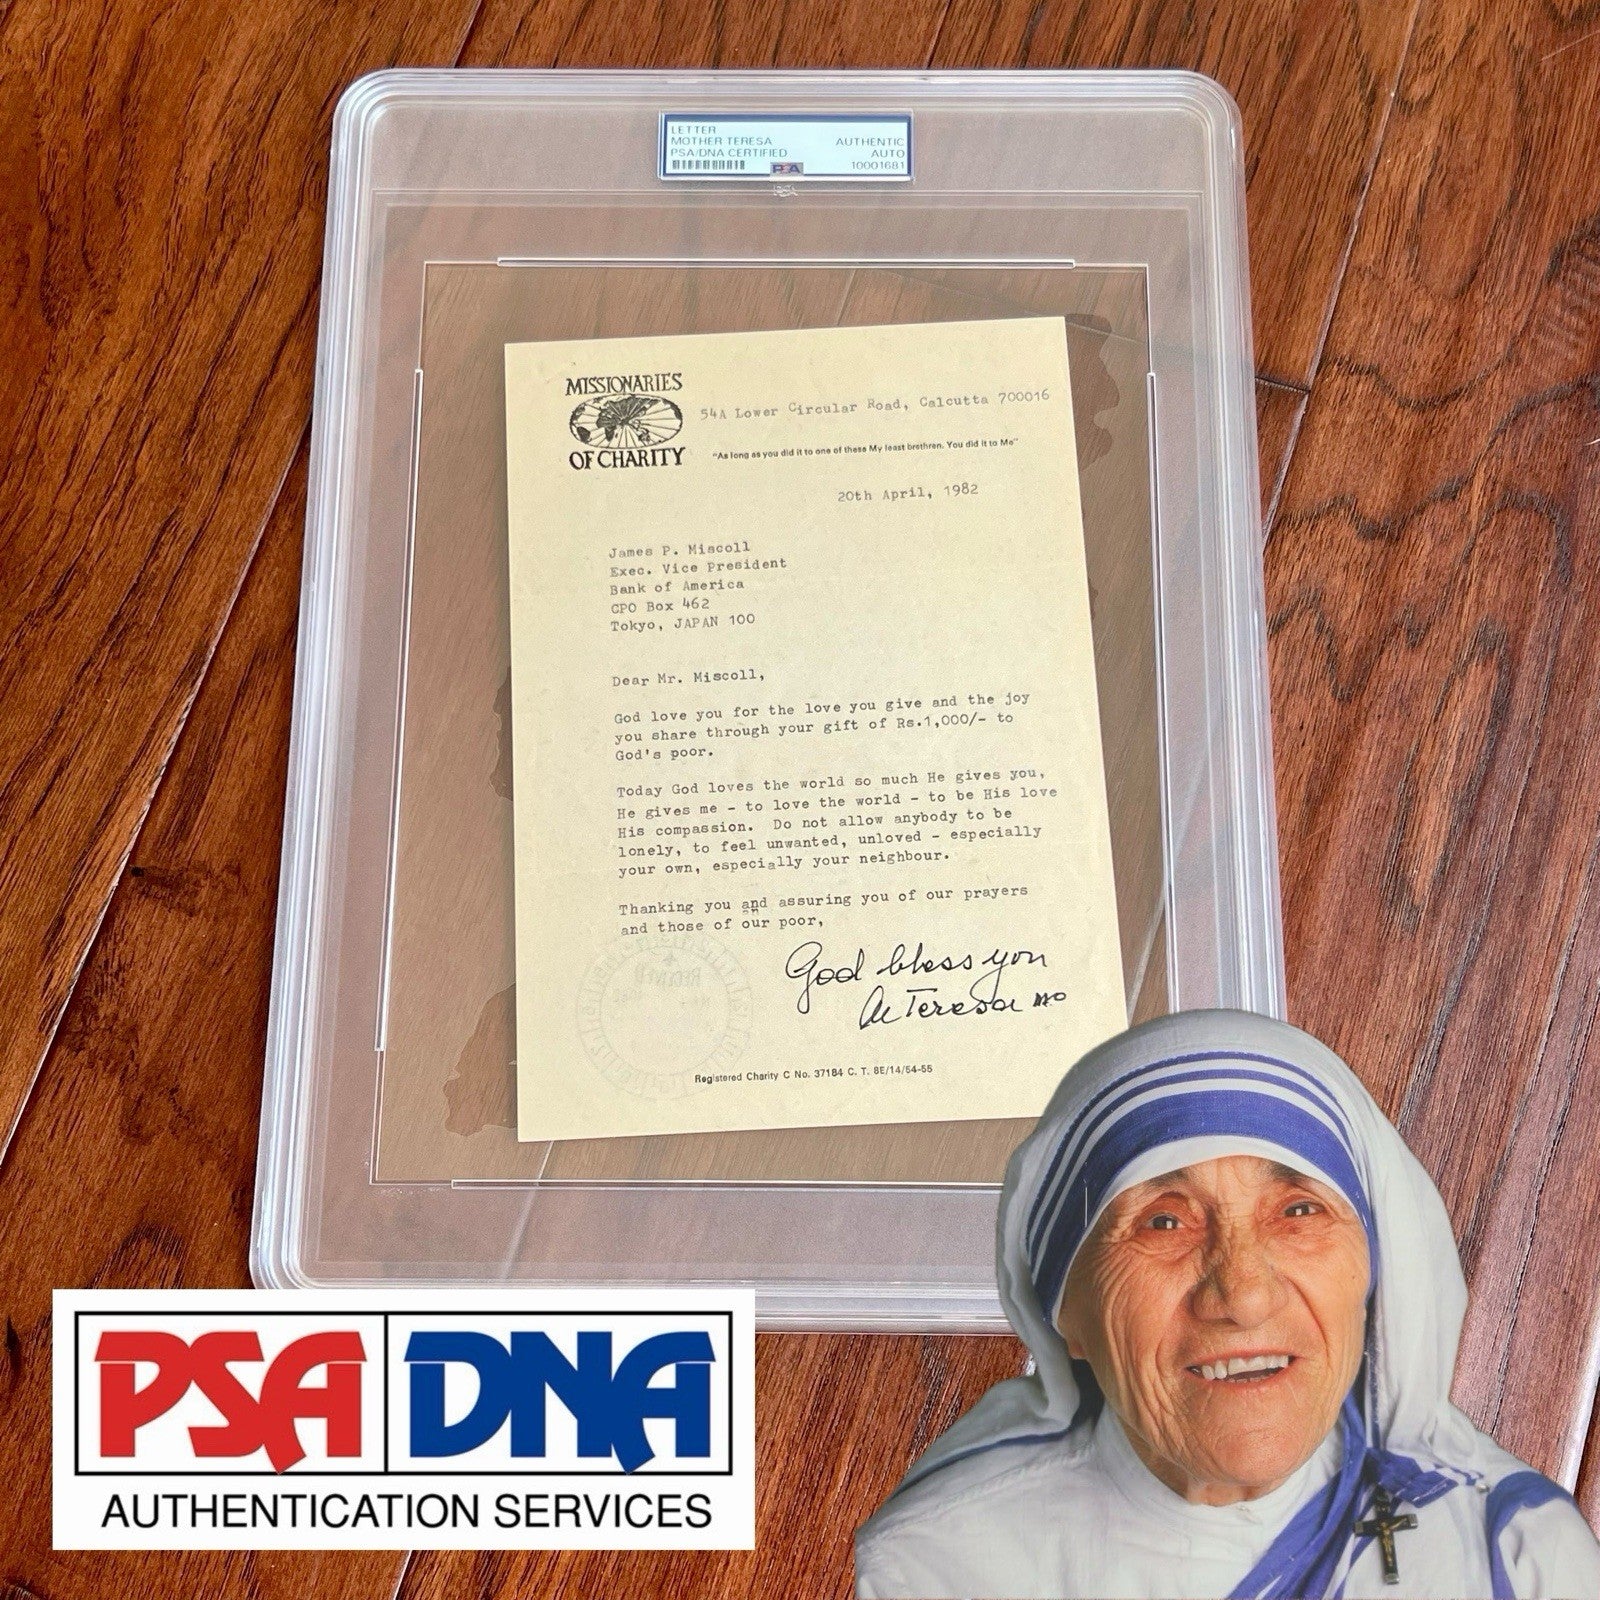 LETTER
MOTHER TERESA
PSA/DNA CERTIFIED
AUTHENTIC
AUTO
10001681
PSA
MISSIONARIES
OF CHARITY
54A Lower Circular Road, Calcutta 700016
"As long as you did it to one of these My least brethren. You did it to Me"
20th April, 1982
James P. Miscoll
Exec. Vice President
Bank of America
CPO Box 462
Tokyo, JAPAN 100
Dear Mr. Miscoll,
God love you for the love you give and the joy
you share through your gift of Rs.1,000/- to
God's poor.
Today God loves the world so much He gives you,
He gives me - to love the world - to be His love
His compassion. Do not allow anybody to be
lonely, to feel unwanted, unloved - especially
your own, especially your neighbour.
Thanking you and assuring you of our prayers
and those of our poor,
God bless you
M Teresa MC
Registered Charity C No. 37184 C. T. 8E/14/54-55
PSA DNA
AUTHENTICATION SERVICES